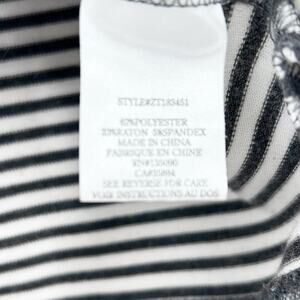 STYLE#ZT183451
62%POLYESTER
33%RAYON 5%SPANDEX
MADE IN CHINA
FABRIQUE EN CHINE
RN#135090
CA#35894
SEE REVERSE FOR CARE
VOIR INSTRUCTIONS AU DOS